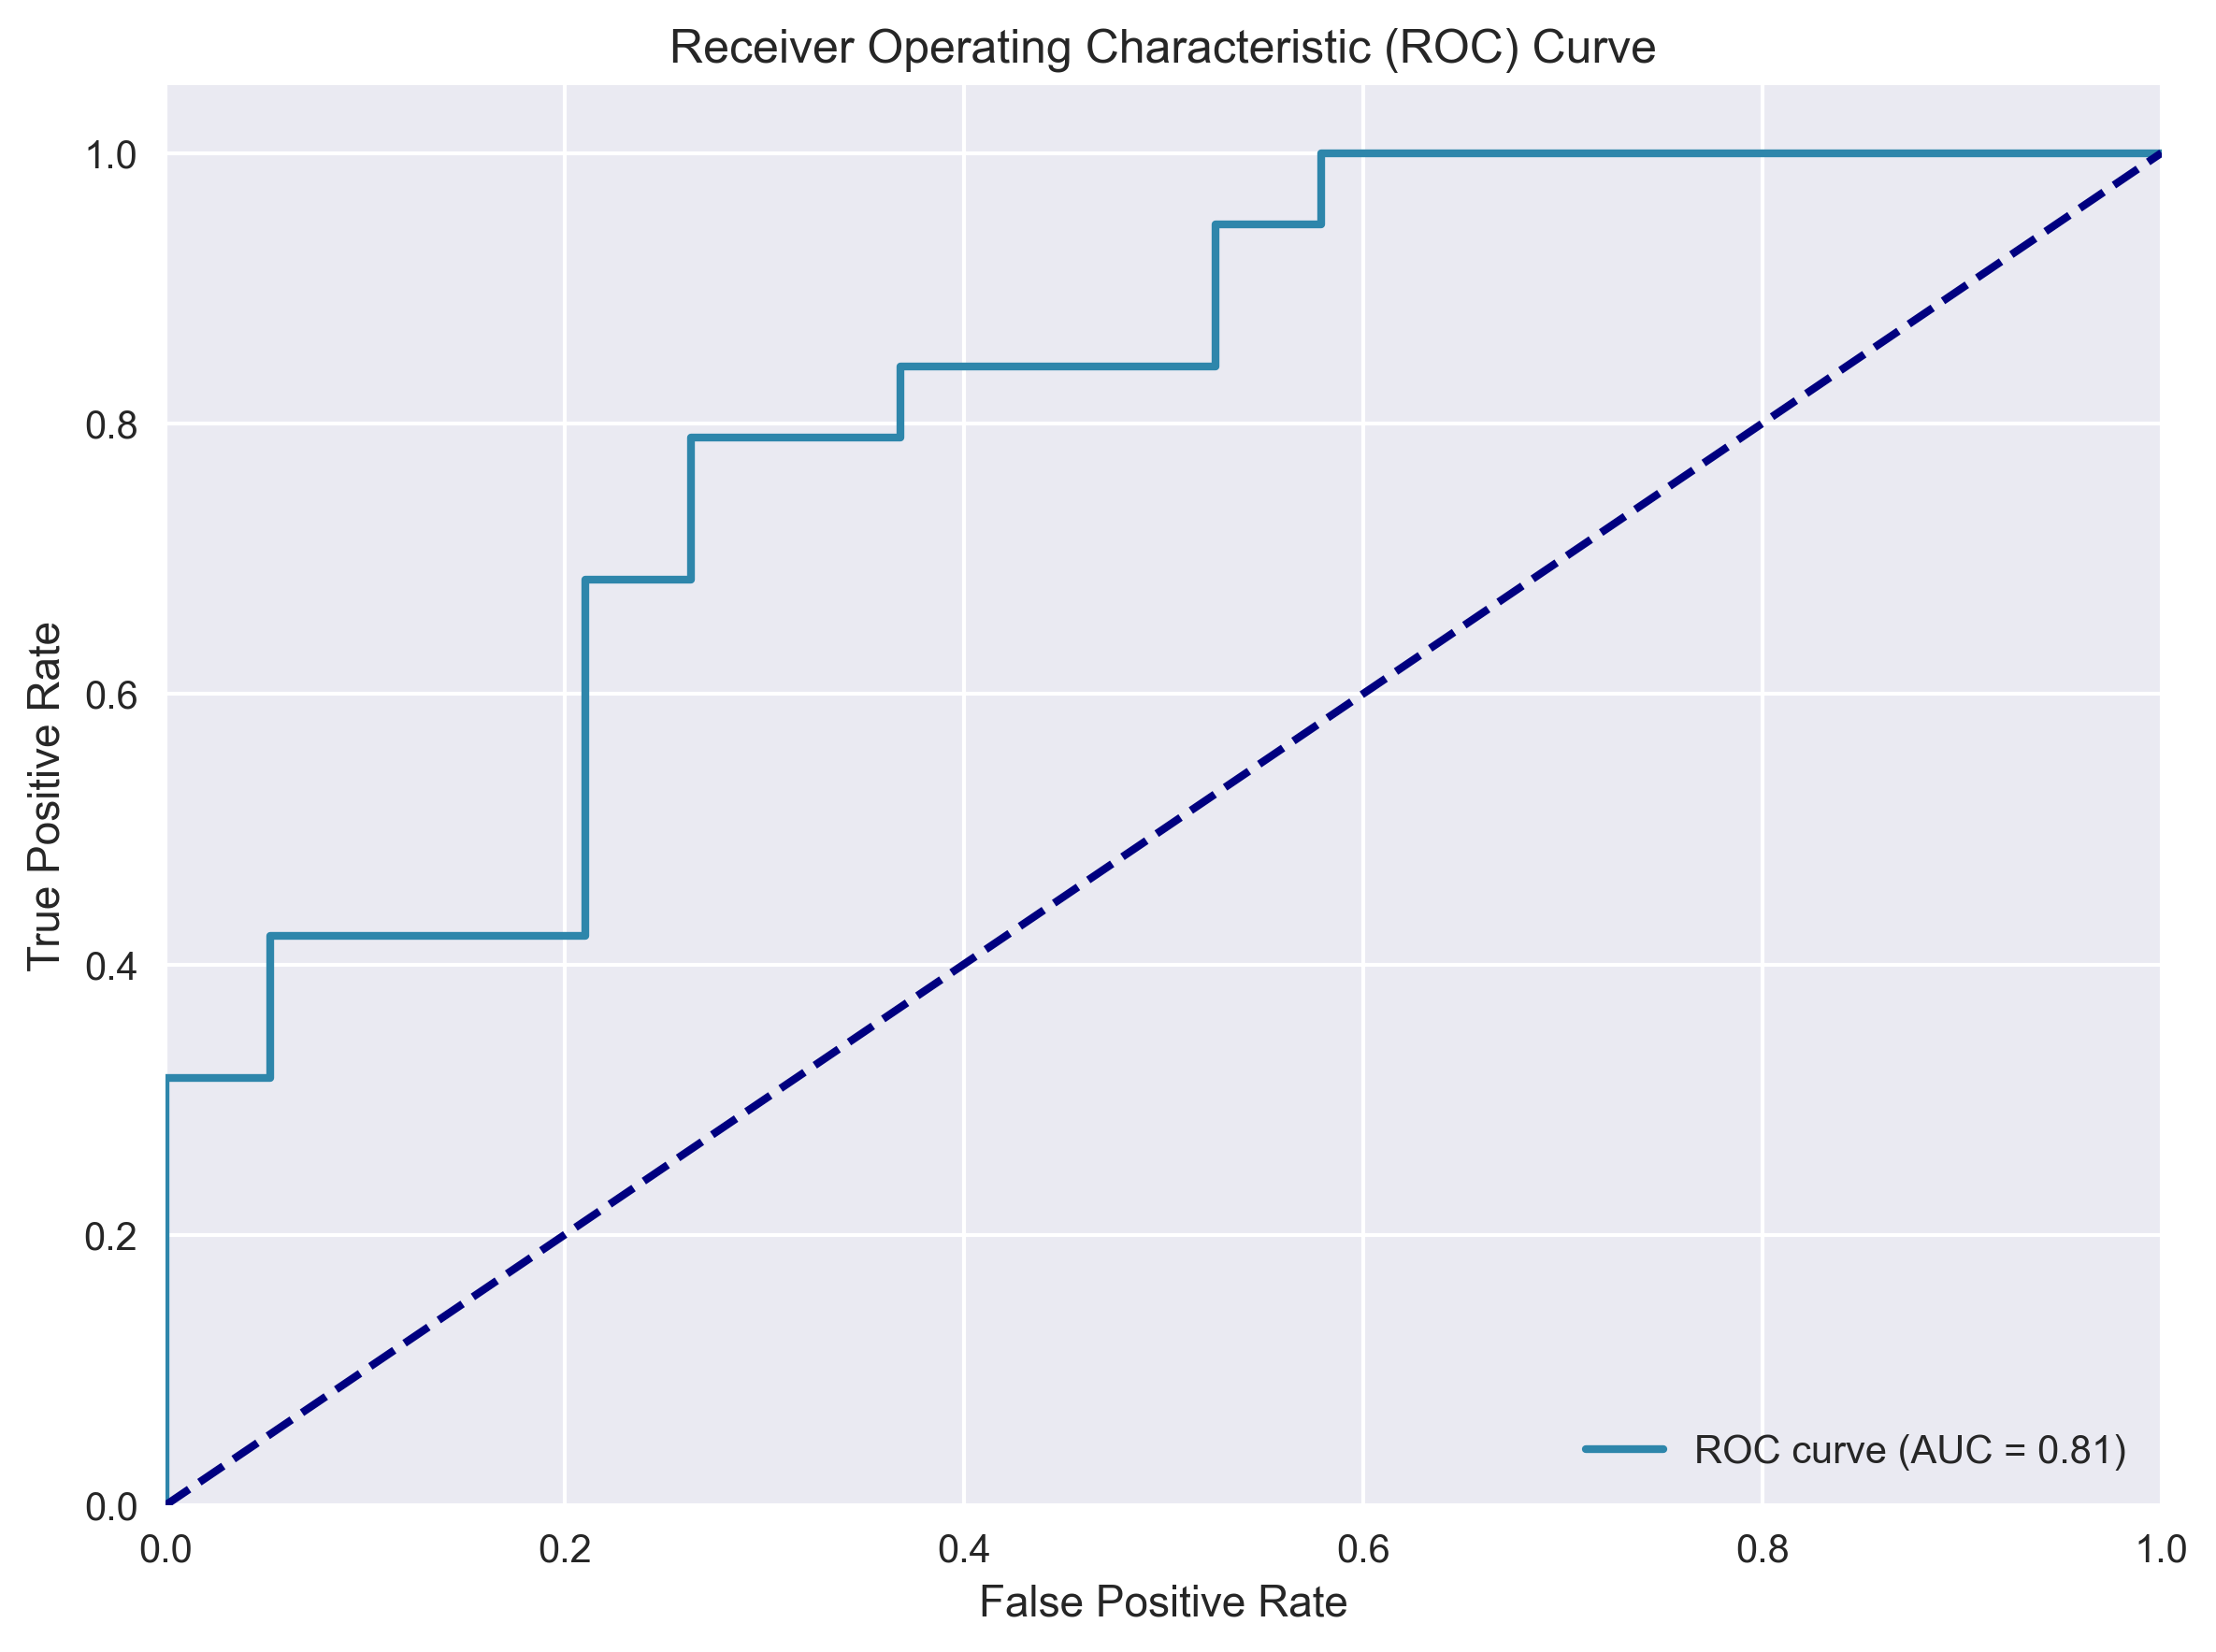 Receiver Operating Characteristic (ROC) Curve
1.0
0.8
0.6
0.4
0.2
0.0
True Positive Rate
ROC curve (AUC = 0.81)
0.0 0.2 0.4 0.6 0.8 1.0
False Positive Rate